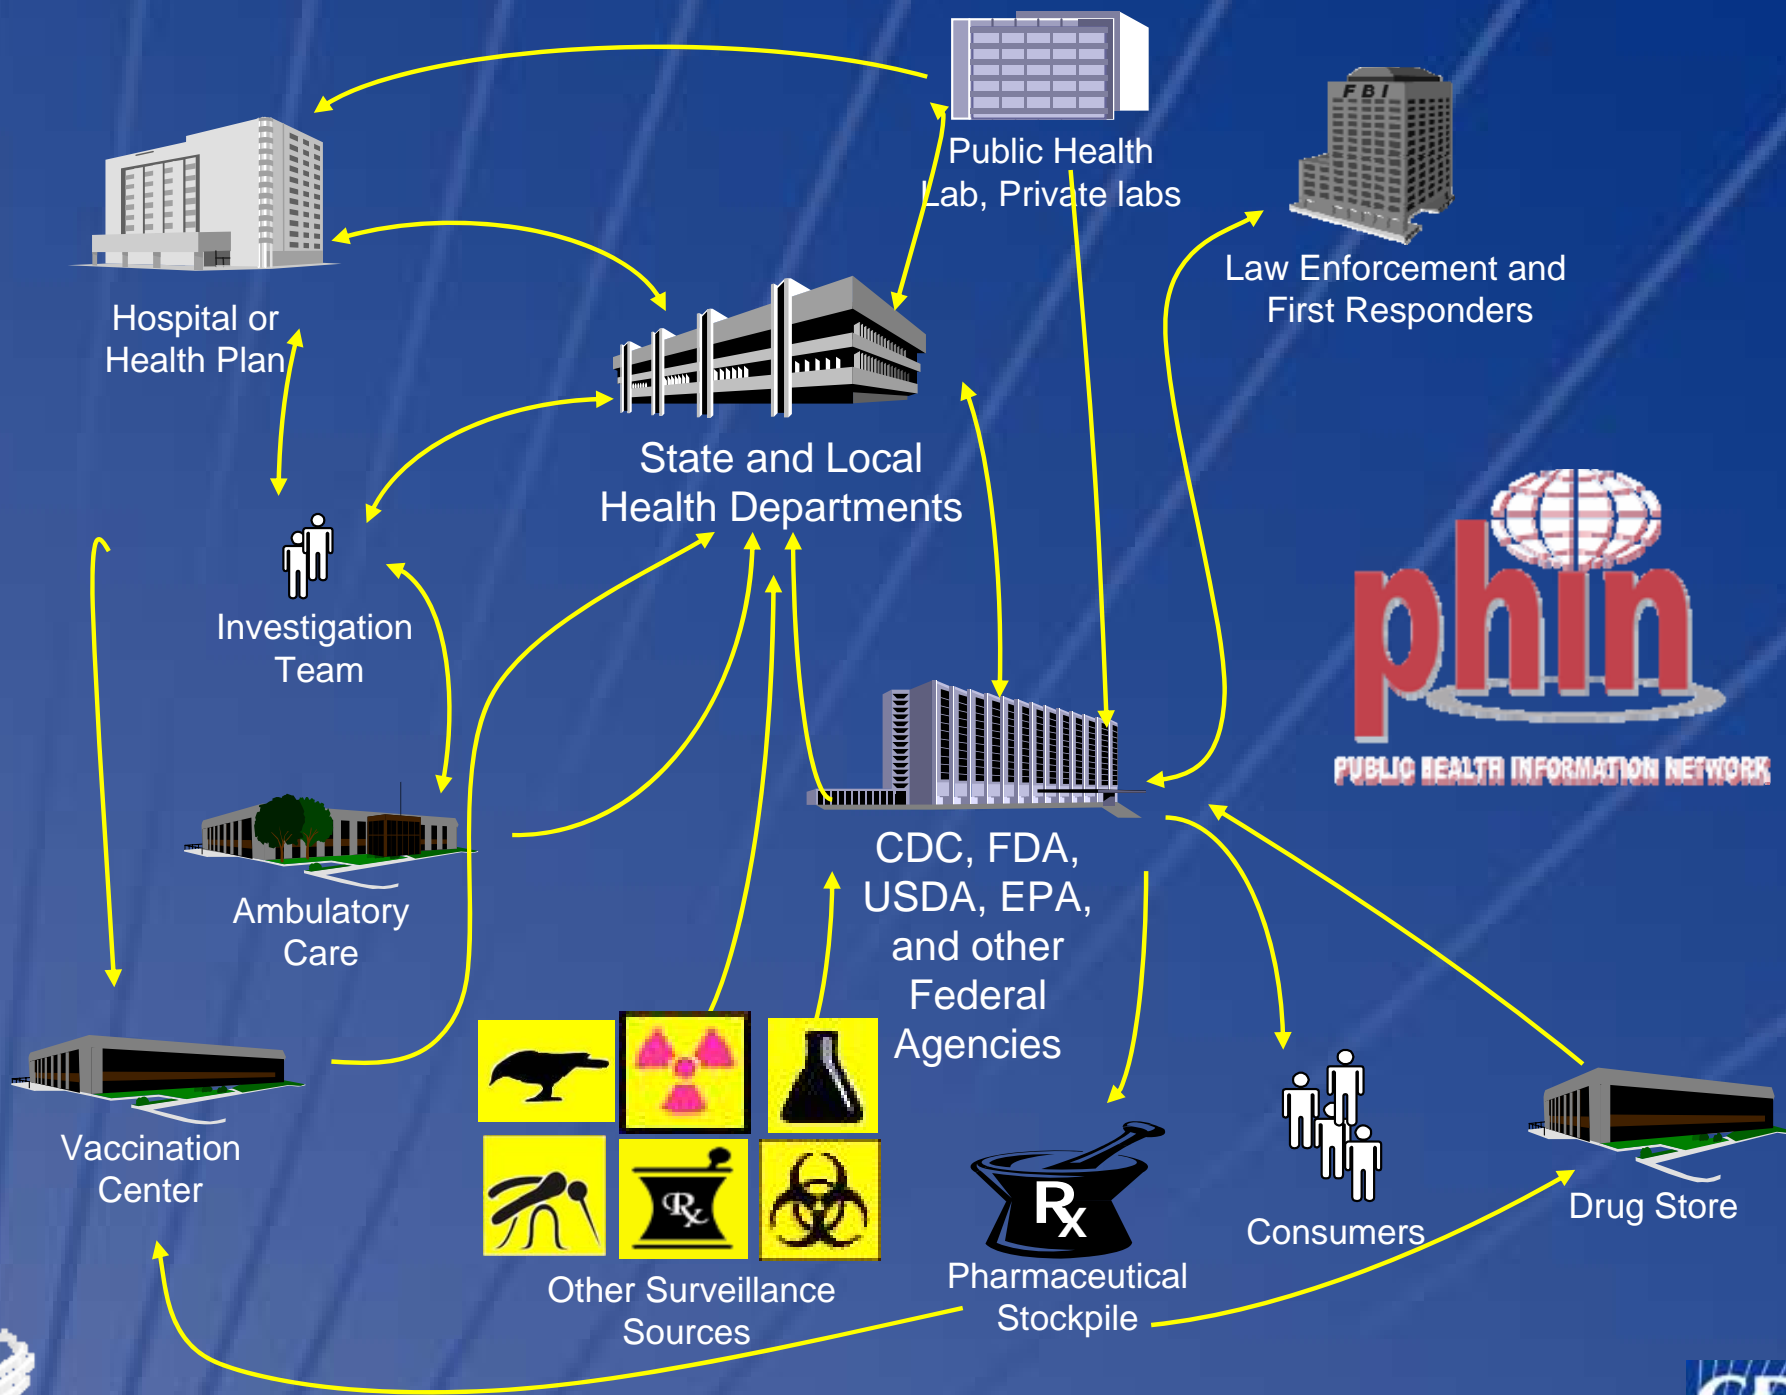 FBI
Public Health
Lab, Private labs
Law Enforcement and
First Responders
Hospital or
Health Plan
State and Local
Health Departments
phin
PUBLIC HEALTH INFORMATION NETWORK
Investigation
Team
CDC, FDA,
USDA, EPA,
and other
Federal
Agencies
Ambulatory
Care
Vaccination
Center
Rx
Rx
Other Surveillance
Sources
Pharmaceutical
Stockpile
Consumers
Drug Store